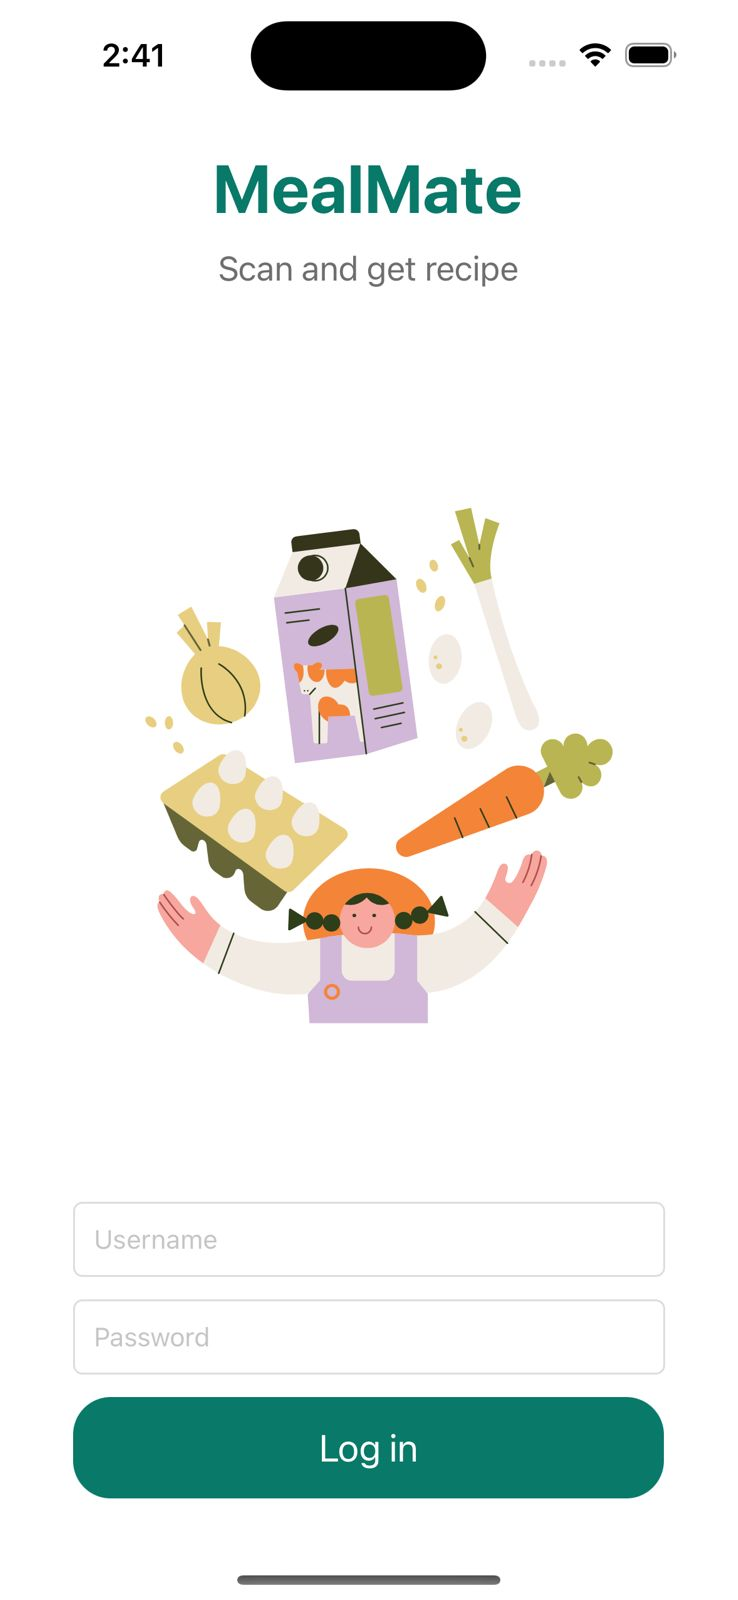 2:41
MealMate
Scan and get recipe
Username
Password
Log in